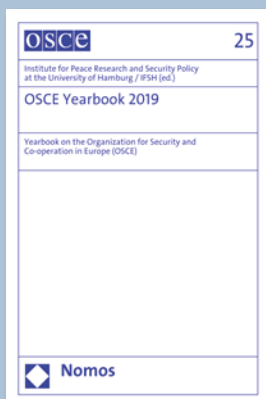 osce 25
Institute for Peace Research and Security Policy
at the University of Hamburg / IFSH (ed.)
OSCE Yearbook 2019
Yearbook on the Organization for Security and
Co-operation in Europe (OSCE)
Nomos